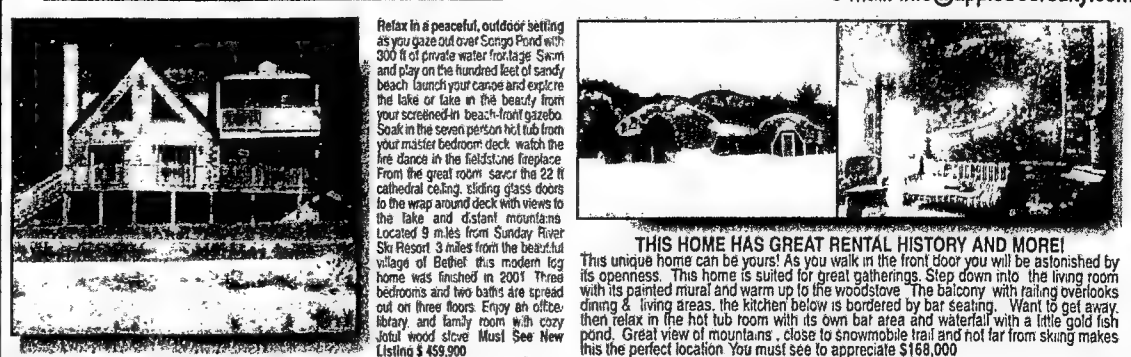 Relax in a peaceful, outdoor setting
as you gaze out over Songo Pond with
300 ft of private water frontage Swim
and play on the hundred feet of sandy
beach launch your canoe and explore
the lake or take in the beauty from
your screened-in beach-front gazebo.
Soak in the seven person hot tub from
your master bedroom deck watch the
fire dance in the fieldstone fireplace
From the great room savor the 22 ft
cathedral ceiling, sliding glass doors
to the wrap around deck with views to
the lake and distant mountains
Located 9 miles from Sunday River
Ski Resort 3 miles from the beautiful
village of Bethel this modern log
home was finished in 2001 Three
bedrooms and two baths are spread
out on three floors Enjoy an office/
library, and family room with cozy
Jotul wood stove Must See New
Listing $ 459,900
THIS HOME HAS GREAT RENTAL HISTORY AND MORE!
This unique home can be yours! As you walk in the front door you will be astonished by
its openness. This home is suited for great gatherings. Step down into the living room
with its painted mural and warm up to the woodstove The balcony with railing overlooks
dining & living areas. the kitchen below is bordered by bar seating. Want to get away.
then relax in the hot tub room with its own bar area and waterfall with a little gold fish
pond. Great view of mountains, close to snowmobile trail and not far from skiing makes
this the perfect location You must see to appreciate $168,000